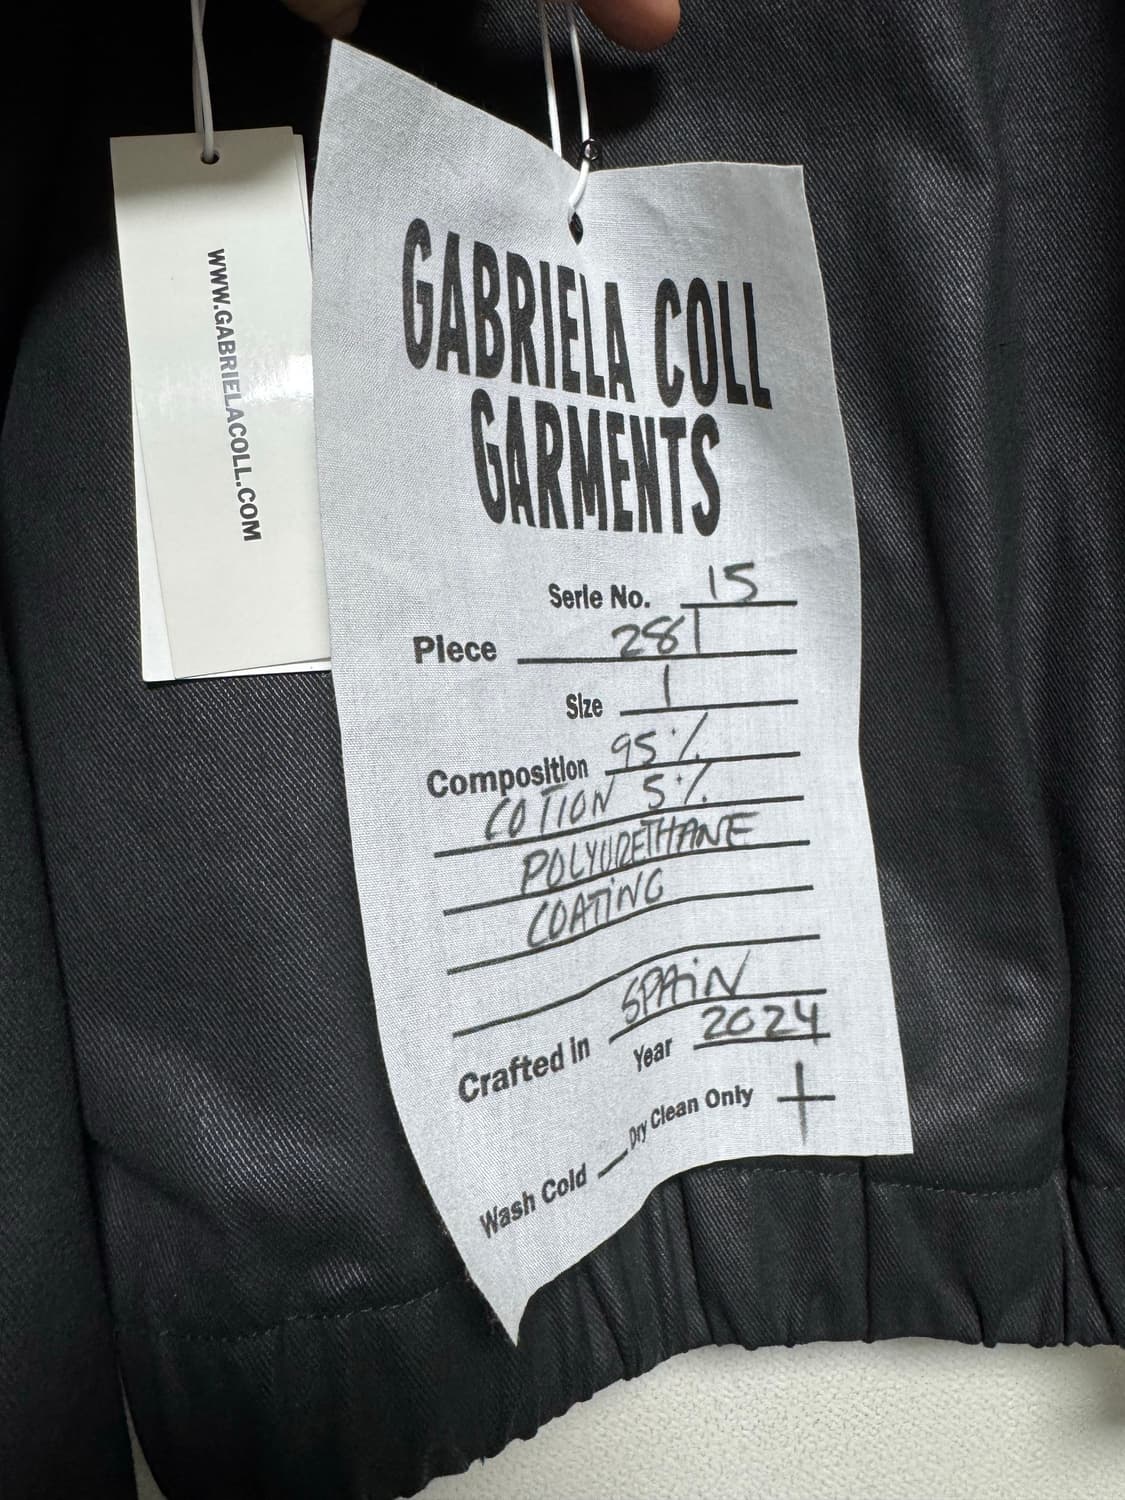 WWW.GABRIELACOLL.COM
GABRIELA COLL
GARMENTS
Serie No. 15
Piece 281
Size 1
Composition 95%
COTTON 5%
POLYURETHANE
COATING
Crafted in SPAIN
Year 2024
Wash Cold __ Dry Clean Only +